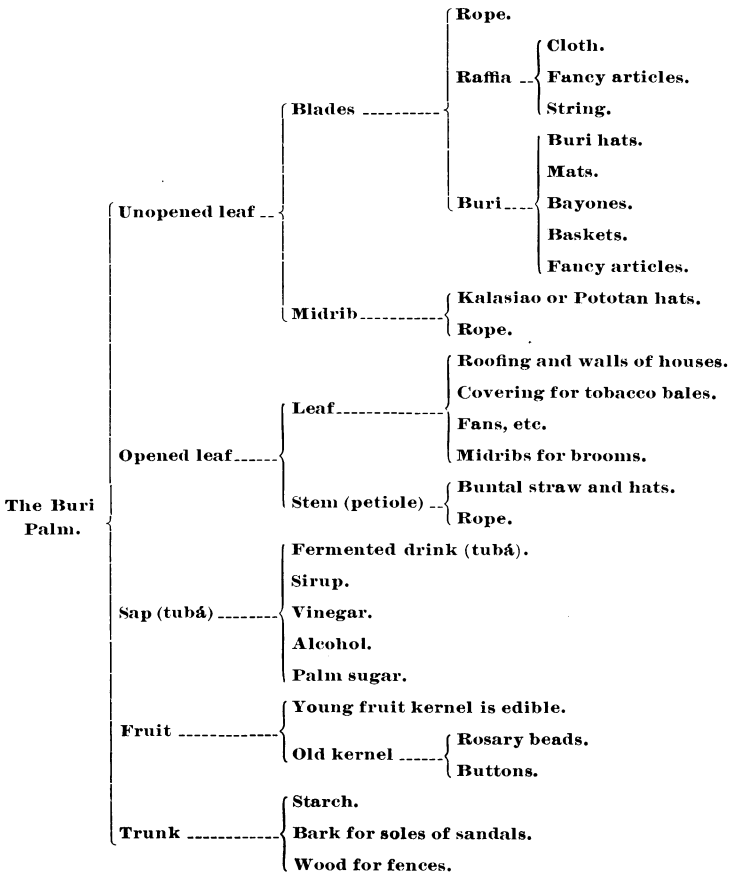 Rope.
Cloth.
Raffia
Fancy articles.
String.
Blades
Buri hats.
Mats.
Unopened leaf
Buri
Bayones.
Baskets.
Fancy articles.
Midrib
Kalasiao or Pototan hats.
Rope.
Roofing and walls of houses.
Covering for tobacco bales.
Leaf
Fans, etc.
Opened leaf
Midribs for brooms.
Stem (petiole)
Buntal straw and hats.
Rope.
The Buri
Palm.
Fermented drink (tubá).
Sirup.
Sap (tubá)
Vinegar.
Alcohol.
Palm sugar.
Young fruit kernel is edible.
Fruit
Old kernel
Rosary beads.
Buttons.
Starch.
Trunk
Bark for soles of sandals.
Wood for fences.